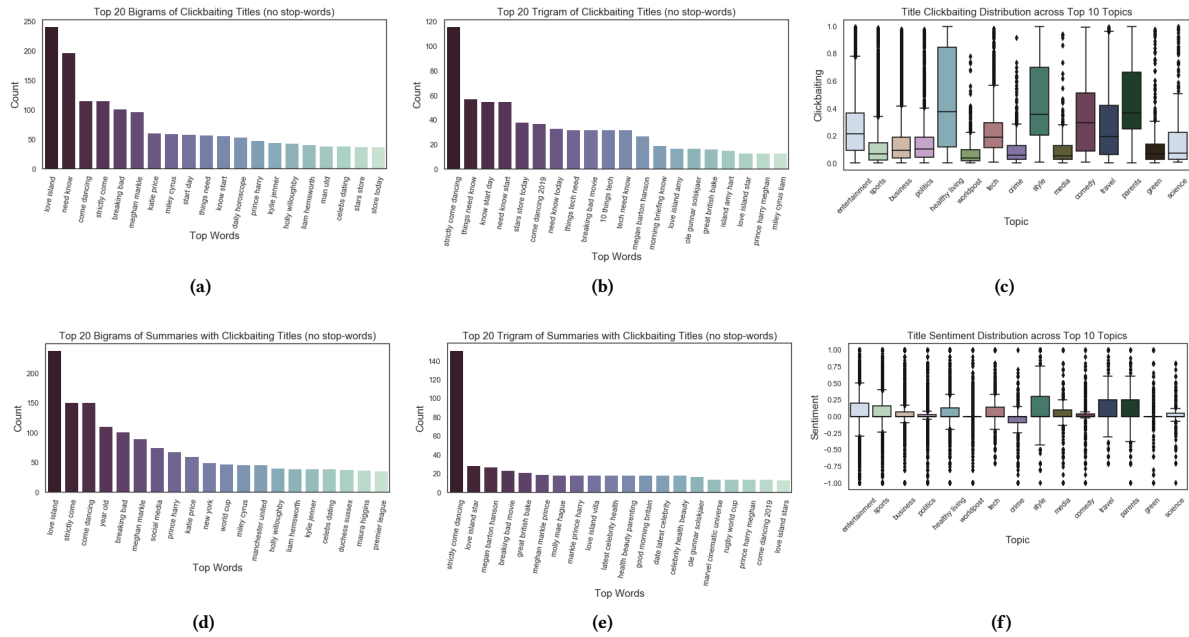 Top 20 Bigrams of Clickbaiting Titles (no stop-words)
250
200
150
100
50
0
Count
love island
need know
come dancing
strictly come
breaking bad
meghan markle
katie price
miley cyrus
start day
things need
know start
daily horoscope
prince harry
kylie jenner
holly willoughby
liam hemsworth
man utd
celebs dating
stars store
store today
Top Words
(a)
Top 20 Trigram of Clickbaiting Titles (no stop-words)
120
100
80
60
40
20
0
Count
strictly come dancing
things need know
know start day
need know start
stars store today
come dancing 2019
need know today
things tech need
breaking bad movie
10 things tech
tech need know
megan barton hanson
morning briefing know
love island amy
ole gunnar solskjaer
great british bake
island amy hart
love island star
prince harry meghan
miley cyrus liam
Top Words
(b)
Title Clickbaiting Distribution across Top 10 Topics
1.0
0.8
0.6
0.4
0.2
0.0
Clickbaiting
entertainment
sports
business
politics
healthy living
worldpost
tech
crime
style
media
comedy
travel
parents
green
science
Topic
(c)
Top 20 Bigrams of Summaries with Clickbaiting Titles (no stop-words)
200
150
100
50
0
Count
love island
strictly come
come dancing
year old
breaking bad
meghan markle
social media
prince harry
katie price
new york
world cup
miley cyrus
manchester united
holly willoughby
liam hemsworth
kylie jenner
celebs dating
duchess sussex
maura higgins
premier league
Top Words
(d)
Top 20 Trigram of Summaries with Clickbaiting Titles (no stop-words)
140
120
100
80
60
40
20
0
Count
strictly come dancing
love island star
megan barton hanson
breaking bad movie
great british bake
meghan markle prince
molly mae hague
markle prince harry
love island villa
latest celebrity health
health beauty parenting
good morning britain
date latest celebrity
celebrity health beauty
ole gunnar solskjaer
marvel cinematic universe
rugby world cup
prince harry meghan
come dancing 2019
love island stars
Top Words
(e)
Title Sentiment Distribution across Top 10 Topics
1.00
0.75
0.50
0.25
0.00
−0.25
−0.50
−0.75
−1.00
Sentiment
entertainment
sports
business
politics
healthy living
worldpost
tech
crime
style
media
comedy
travel
parents
green
science
Topic
(f)